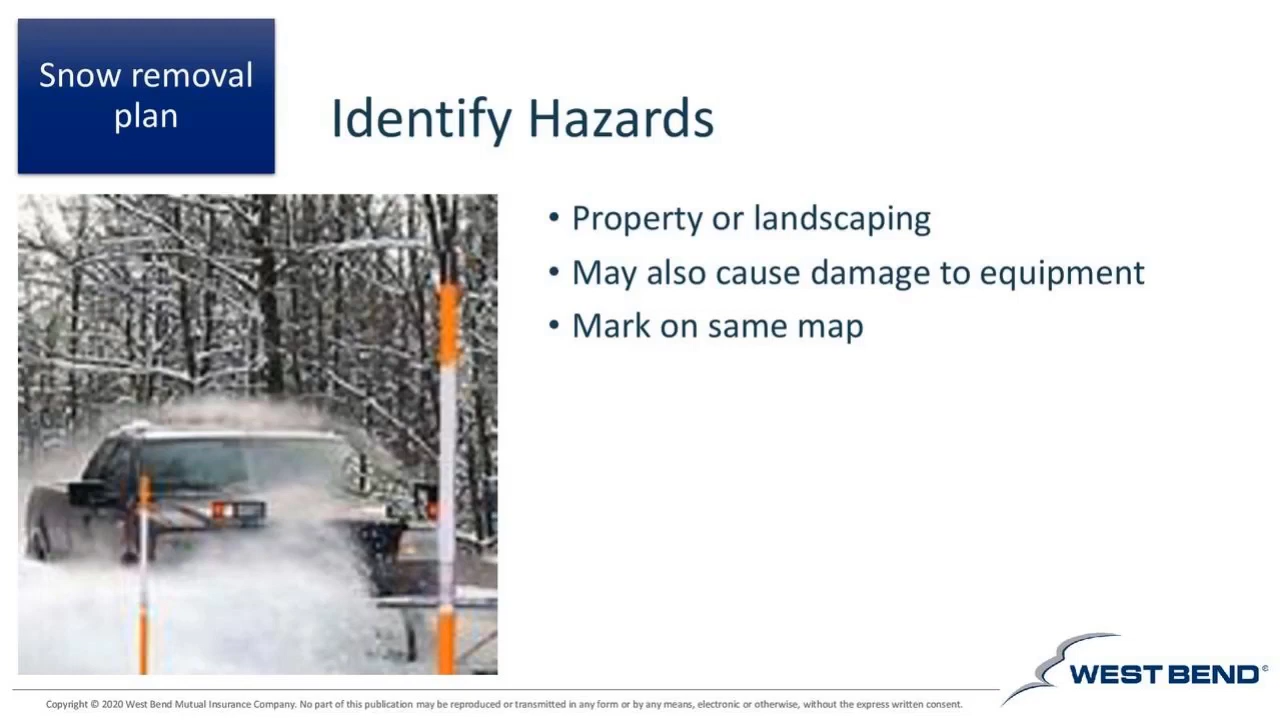 Snow removal
plan
Identify Hazards
• Property or landscaping
• May also cause damage to equipment
• Mark on same map
WEST BEND®
Copyright © 2020 West Bend Mutual Insurance Company. No part of this publication may be reproduced or transmitted in any form or by any means, electronic or otherwise, without the express written consent.